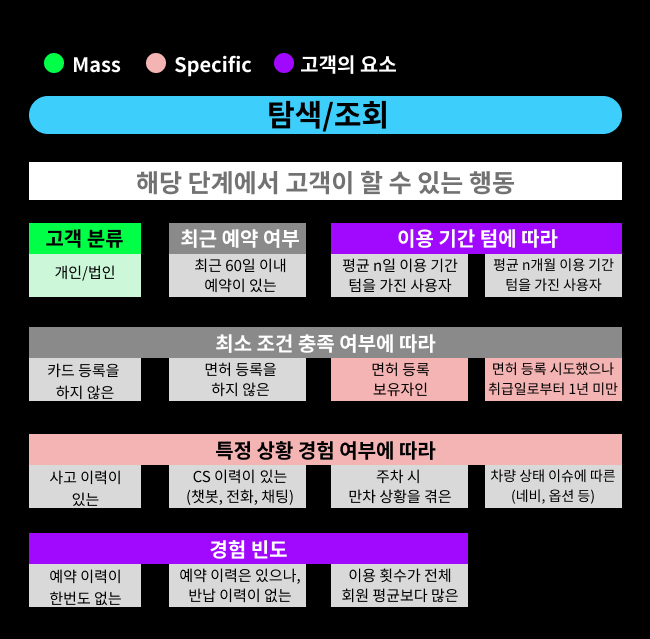 Mass Specific 고객의 요소
탐색/조회
해당 단계에서 고객이 할 수 있는 행동
고객 분류
개인/법인
최근 예약 여부
최근 60일 이내
예약이 있는
이용 기간 텀에 따라
평균 n일 이용 기간
텀을 가진 사용자
평균 n개월 이용 기간
텀을 가진 사용자
최소 조건 충족 여부에 따라
카드 등록을
하지 않은
면허 등록을
하지 않은
면허 등록
보유자인
면허 등록 시도했으나
취급일로부터 1년 미만
특정 상황 경험 여부에 따라
사고 이력이
있는
CS 이력이 있는
(챗봇, 전화, 채팅)
주차 시
만차 상황을 겪은
차량 상태 이슈에 따른
(네비, 옵션 등)
경험 빈도
예약 이력이
한번도 없는
예약 이력은 있으나,
반납 이력이 없는
이용 횟수가 전체
회원 평균보다 많은